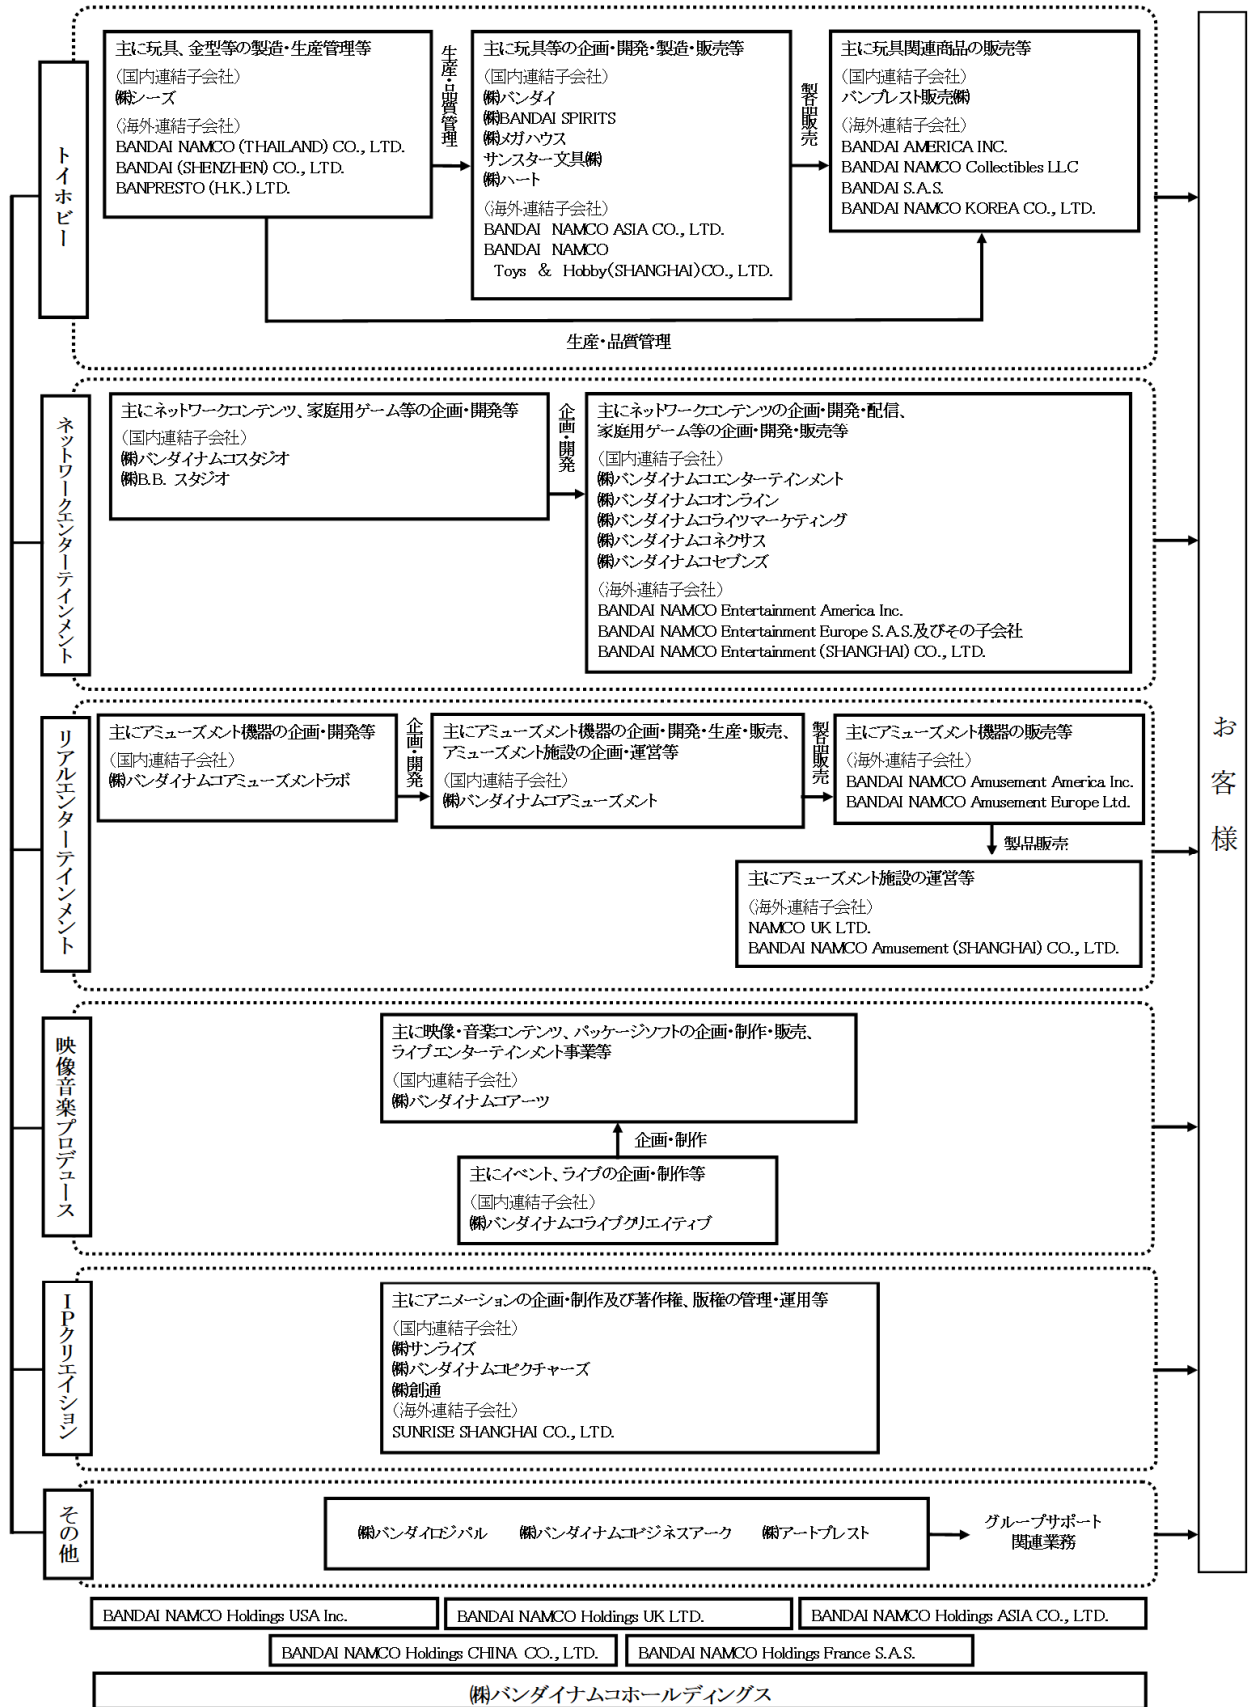 トイホビー
主に玩具、金型等の製造・生産管理等
（国内連結子会社）
㈱シーズ
（海外連結子会社）
BANDAI NAMCO (THAILAND) CO., LTD.
BANDAI (SHENZHEN) CO., LTD.
BANPRESTO (H.K.) LTD.
生産・品質管理
主に玩具等の企画・開発・製造・販売等
（国内連結子会社）
㈱バンダイ
㈱BANDAI SPIRITS
㈱メガハウス
サンスター文具㈱
㈱ハート
（海外連結子会社）
BANDAI NAMCO ASIA CO., LTD.
BANDAI NAMCO
Toys & Hobby(SHANGHAI)CO., LTD.
製品販売
主に玩具関連商品の販売等
（国内連結子会社）
バンプレスト販売㈱
（海外連結子会社）
BANDAI AMERICA INC.
BANDAI NAMCO Collectibles LLC
BANDAI S.A.S.
BANDAI NAMCO KOREA CO., LTD.
生産・品質管理
ネットワークエンターテインメント
主にネットワークコンテンツ、家庭用ゲーム等の企画・開発等
（国内連結子会社）
㈱バンダイナムコスタジオ
㈱B.B. スタジオ
企画・開発
主にネットワークコンテンツの企画・開発・配信、
家庭用ゲーム等の企画・開発・販売等
（国内連結子会社）
㈱バンダイナムコエンターテインメント
㈱バンダイナムコオンライン
㈱バンダイナムコライツマーケティング
㈱バンダイナムコネクサス
㈱バンダイナムコセブンズ
（海外連結子会社）
BANDAI NAMCO Entertainment America Inc.
BANDAI NAMCO Entertainment Europe S.A.S.及びその子会社
BANDAI NAMCO Entertainment (SHANGHAI) CO., LTD.
リアルエンターテインメント
主にアミューズメント機器の企画・開発等
（国内連結子会社）
㈱バンダイナムコアミューズメントラボ
企画・開発
主にアミューズメント機器の企画・開発・生産・販売、
アミューズメント施設の企画・運営等
（国内連結子会社）
㈱バンダイナムコアミューズメント
製品販売
主にアミューズメント機器の販売等
（海外連結子会社）
BANDAI NAMCO Amusement America Inc.
BANDAI NAMCO Amusement Europe Ltd.
製品販売
主にアミューズメント施設の運営等
（海外連結子会社）
NAMCO UK LTD.
BANDAI NAMCO Amusement (SHANGHAI) CO., LTD.
お客様
映像音楽プロデュース
主に映像・音楽コンテンツ、パッケージソフトの企画・制作・販売、
ライブエンターテインメント事業等
（国内連結子会社）
㈱バンダイナムコアーツ
企画・制作
主にイベント、ライブの企画・制作等
（国内連結子会社）
㈱バンダイナムコライブクリエイティブ
IPクリエイション
主にアニメーションの企画・制作及び著作権、版権の管理・運用等
（国内連結子会社）
㈱サンライズ
㈱バンダイナムコピクチャーズ
㈱創通
（海外連結子会社）
SUNRISE SHANGHAI CO., LTD.
その他
㈱バンダイロジパル ㈱バンダイナムコビジネスアーク ㈱アートプレスト
グループサポート
関連業務
BANDAI NAMCO Holdings USA Inc.
BANDAI NAMCO Holdings UK LTD.
BANDAI NAMCO Holdings ASIA CO., LTD.
BANDAI NAMCO Holdings CHINA CO., LTD.
BANDAI NAMCO Holdings France S.A.S.
㈱バンダイナムコホールディングス